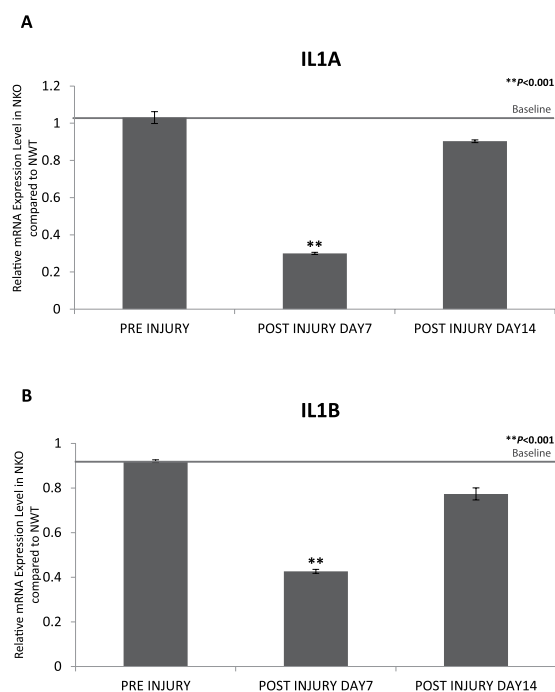 A
IL1A
**P<0.001
Baseline
Relative mRNA Expression Level in NKO
compared to NWT
1.2
1
0.8
0.6
0.4
0.2
0
**
PRE INJURY
POST INJURY DAY7
POST INJURY DAY14
B
IL1B
**P<0.001
Baseline
Relative mRNA Expression Level in NKO
compared to NWT
1
0.8
0.6
0.4
0.2
0
**
PRE INJURY
POST INJURY DAY7
POST INJURY DAY14